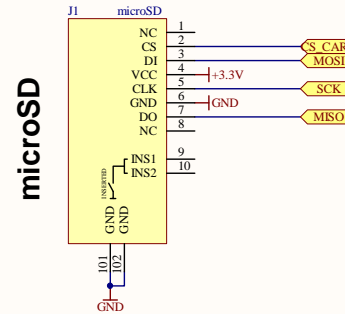 J1 microSD
microSD
NC 1
CS 2 CS_CAR
DI 3 MOSI
VCC 4 +3.3V
CLK 5 SCK
GND 6 GND
DO 7 MISO
NC 8
INS1 9
INS2 10
INSERTED
GND GND
101 102
GND